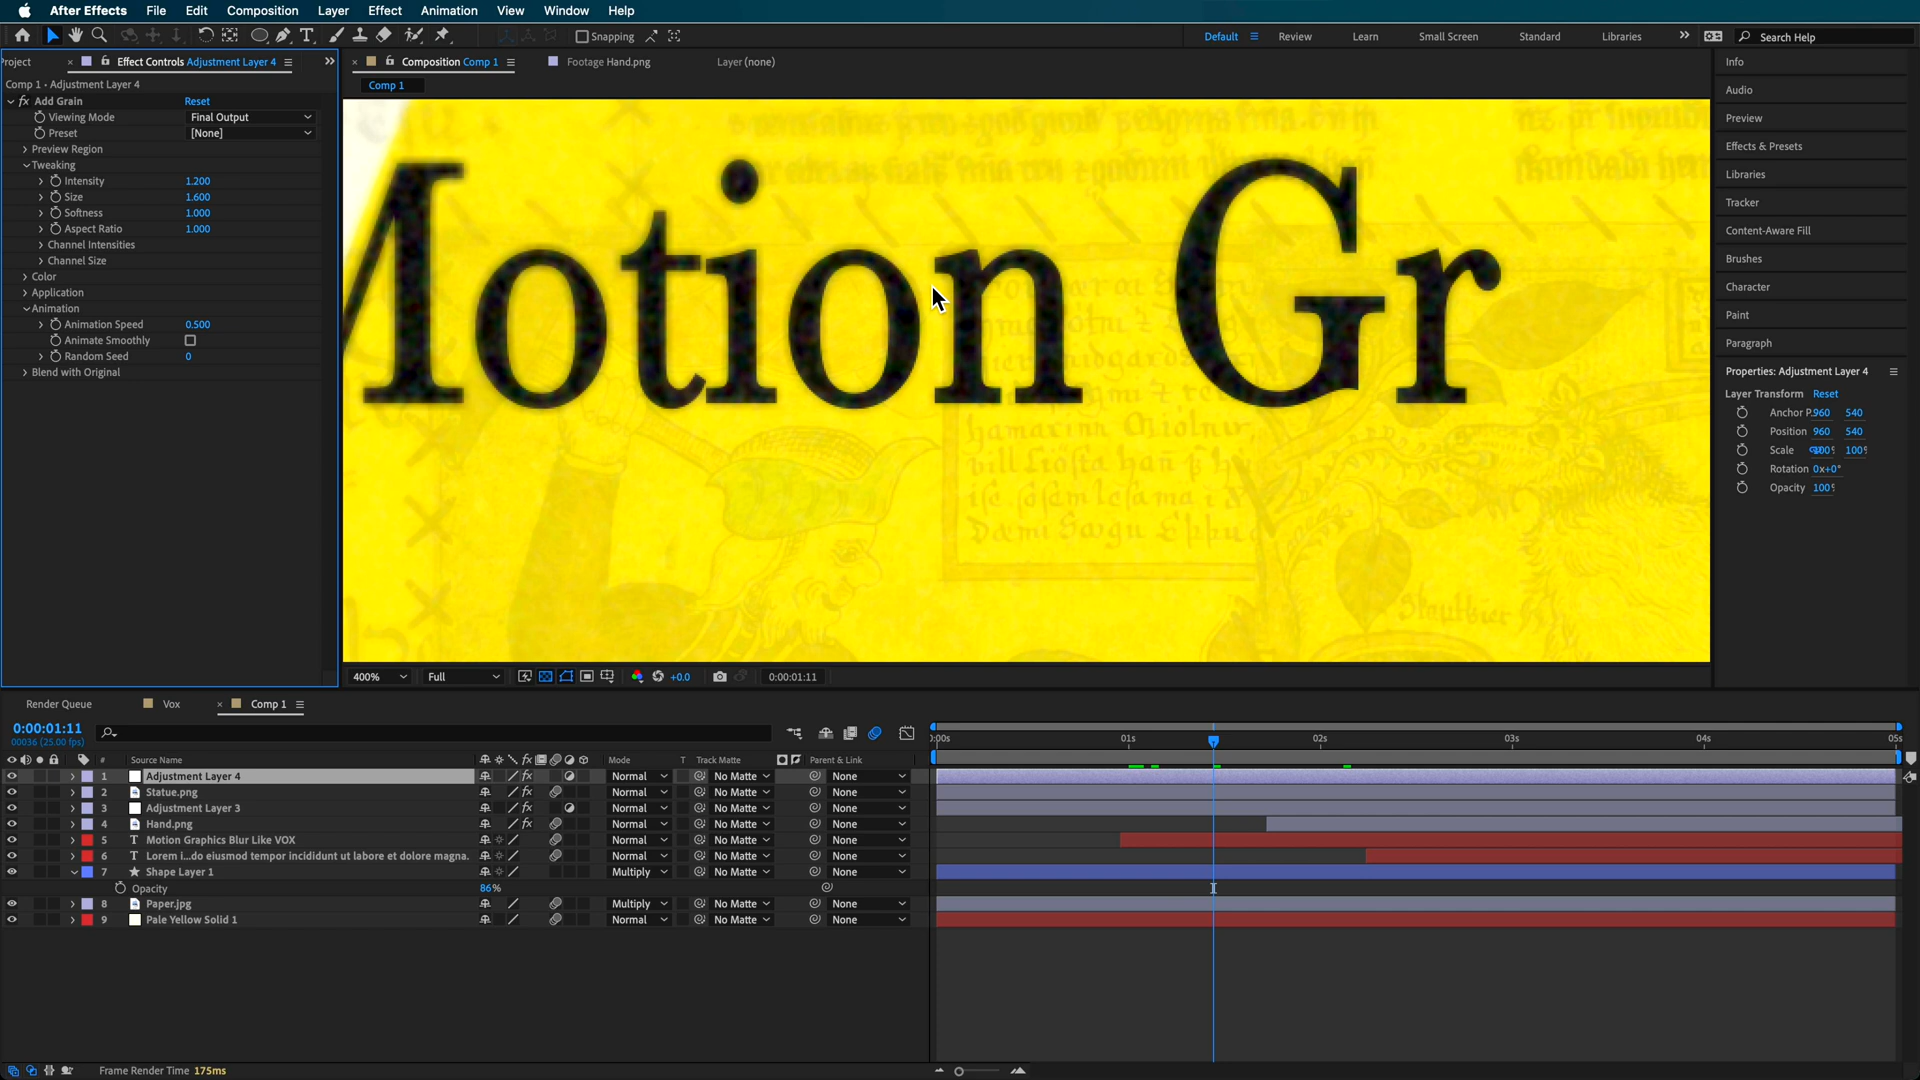 After Effects File Edit Composition Layer Effect Animation View Window Help
Snapping
Default Review Learn Small Screen Standard Libraries Search Help
Project Effect Controls Adjustment Layer 4
Composition Comp 1 Footage Hand.png Layer (none)
Comp 1 • Adjustment Layer 4
Comp 1
fx Add Grain Reset
Viewing Mode Final Output
Preset [None]
Preview Region
Tweaking
Intensity 1.200
Size 1.600
Softness 1.000
Aspect Ratio 1.000
Channel Intensities
Channel Size
Color
Application
Animation
Animation Speed 0.500
Animate Smoothly
Random Seed 0
Blend with Original
Motion Gr
400% Full +0.0 0:00:01:11
Info
Audio
Preview
Effects & Presets
Libraries
Tracker
Content-Aware Fill
Brushes
Character
Paint
Paragraph
Properties: Adjustment Layer 4
Layer Transform Reset
Anchor P. 960 540
Position 960 540
Scale 100% 100%
Rotation 0x+0°
Opacity 100%
Render Queue Vox Comp 1
0:00:01:11
00036 (25.00 fps)
0:00s 01s 02s 03s 04s 05s
# Source Name fx Mode T Track Matte Parent & Link
1 Adjustment Layer 4 fx Normal No Matte None
2 Statue.png fx Normal No Matte None
3 Adjustment Layer 3 fx Normal No Matte None
4 Hand.png fx Normal No Matte None
5 T Motion Graphics Blur Like VOX Normal No Matte None
6 T Lorem i...do eiusmod tempor incididunt ut labore et dolore magna. Normal No Matte None
7 Shape Layer 1 Multiply No Matte None
Opacity 86%
8 Paper.jpg Multiply No Matte None
9 Pale Yellow Solid 1 Normal No Matte None
Frame Render Time 175ms